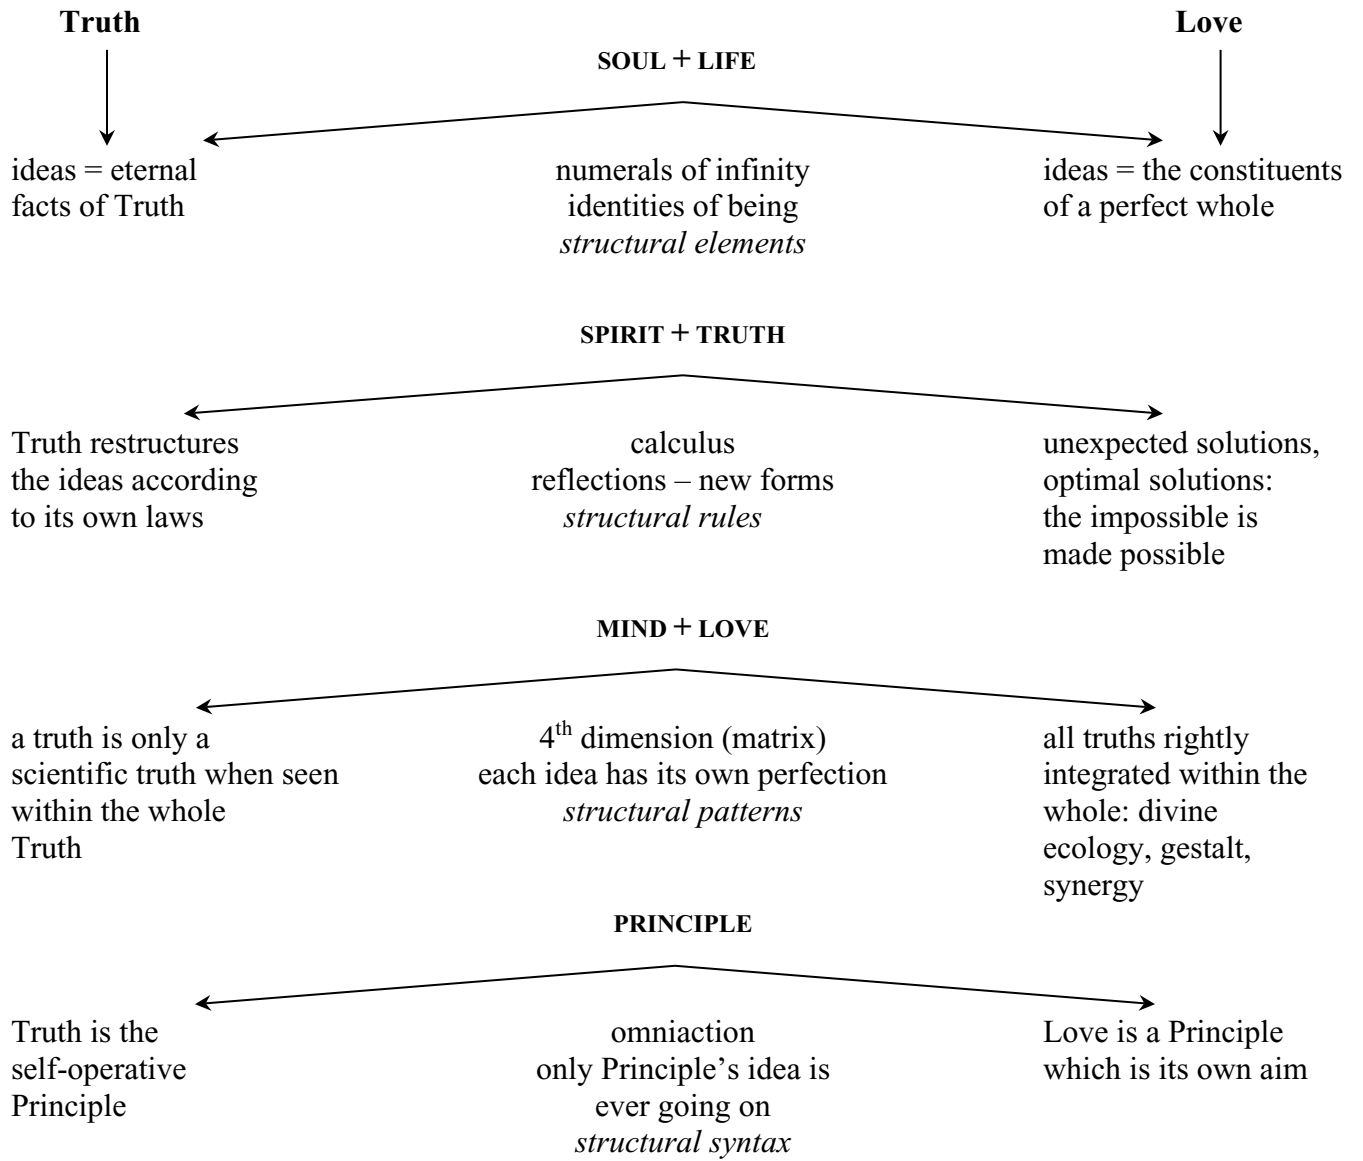 Truth
Love
SOUL + LIFE
ideas = eternal
facts of Truth
numerals of infinity
identities of being
structural elements
ideas = the constituents
of a perfect whole
SPIRIT + TRUTH
Truth restructures
the ideas according
to its own laws
calculus
reflections – new forms
structural rules
unexpected solutions,
optimal solutions:
the impossible is
made possible
MIND + LOVE
a truth is only a
scientific truth when seen
within the whole
Truth
4th dimension (matrix)
each idea has its own perfection
structural patterns
all truths rightly
integrated within the
whole: divine
ecology, gestalt,
synergy
PRINCIPLE
Truth is the
self-operative
Principle
omniaction
only Principle’s idea is
ever going on
structural syntax
Love is a Principle
which is its own aim